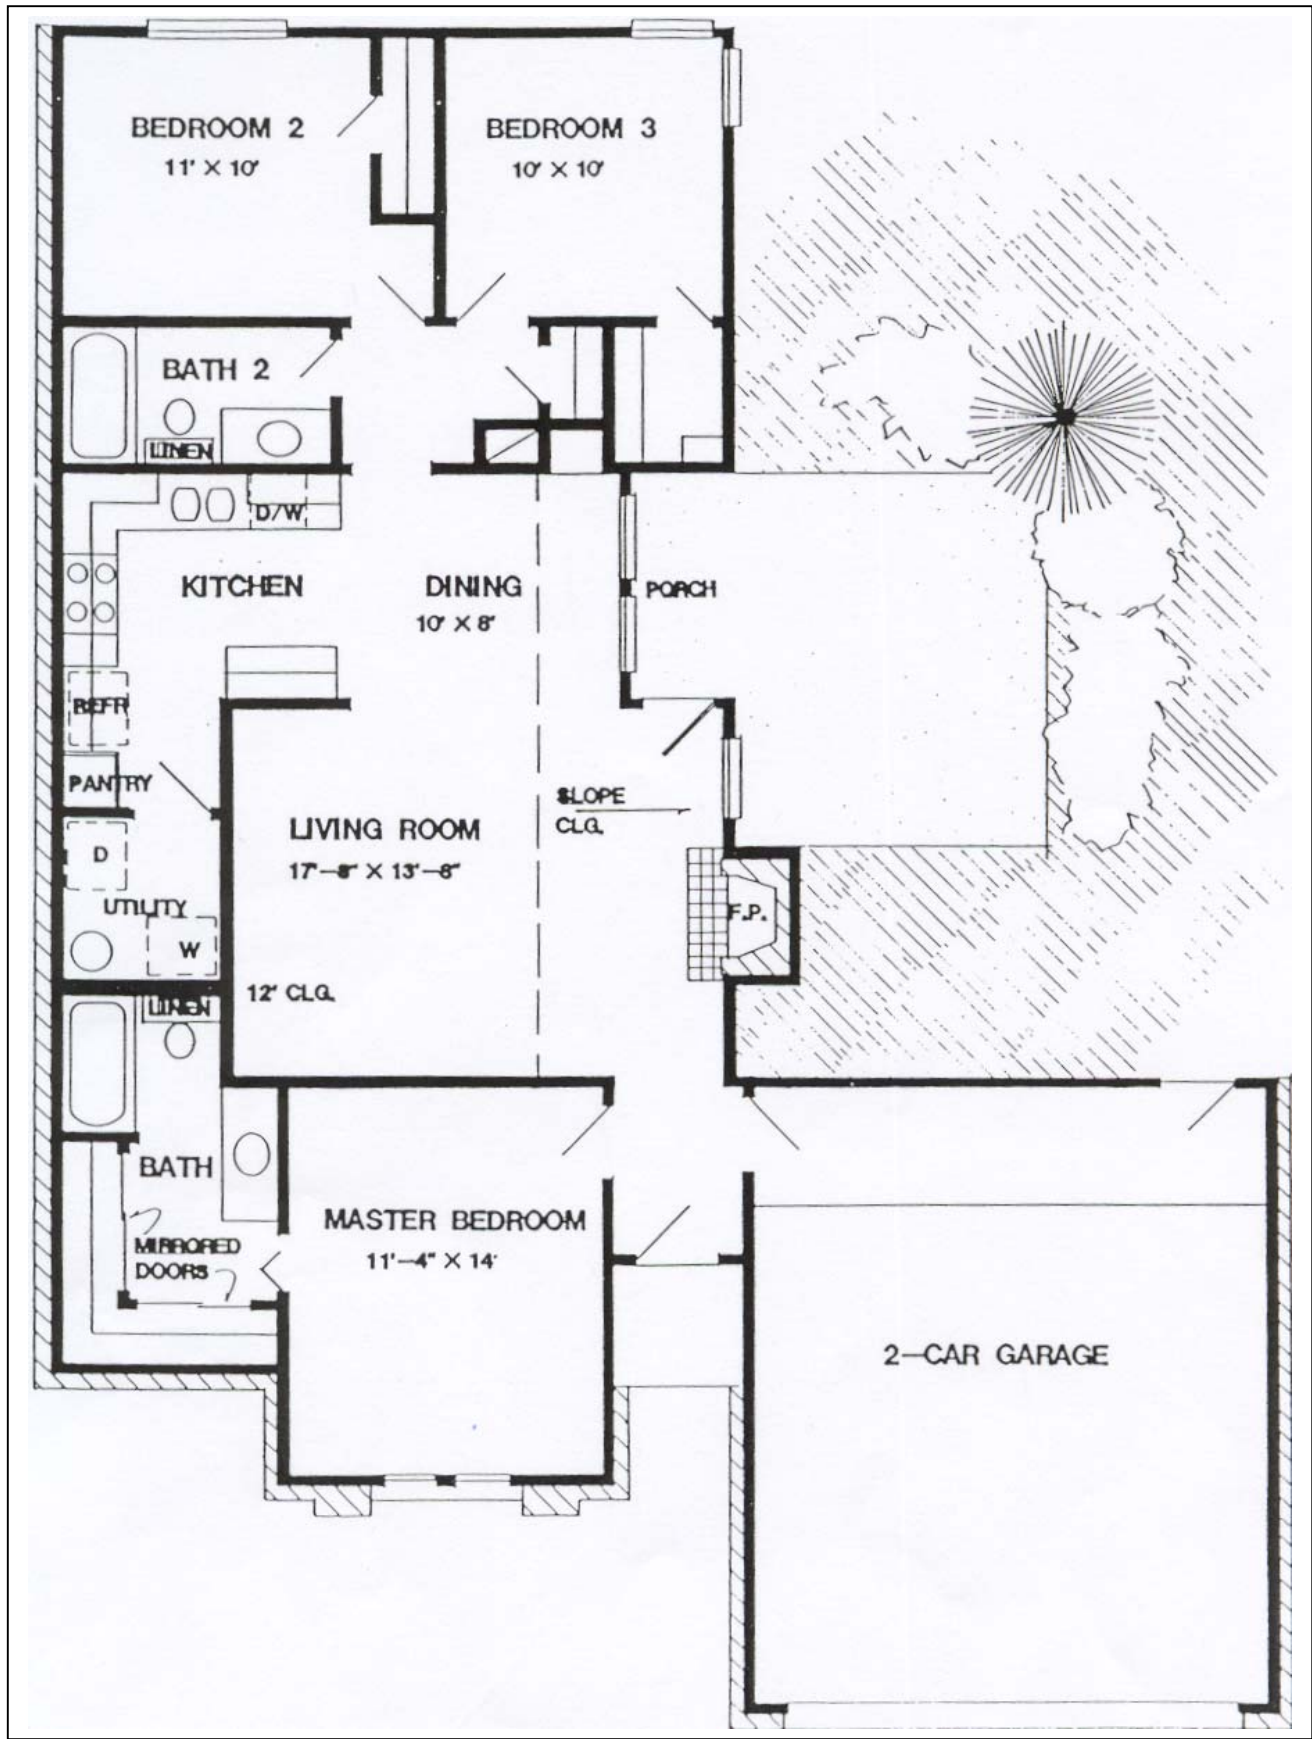 BEDROOM 2
11' X 10'
BEDROOM 3
10' X 10'
BATH 2
LINEN
D/W
KITCHEN
DINING
10' X 8'
PORCH
REFR
PANTRY
SLOPE
CLG.
LIVING ROOM
17'-8" X 13'-8"
D
UTILITY
W
F.P.
12' CLG.
LINEN
BATH
MASTER BEDROOM
11'-4" X 14'
MIRRORED
DOORS
2-CAR GARAGE